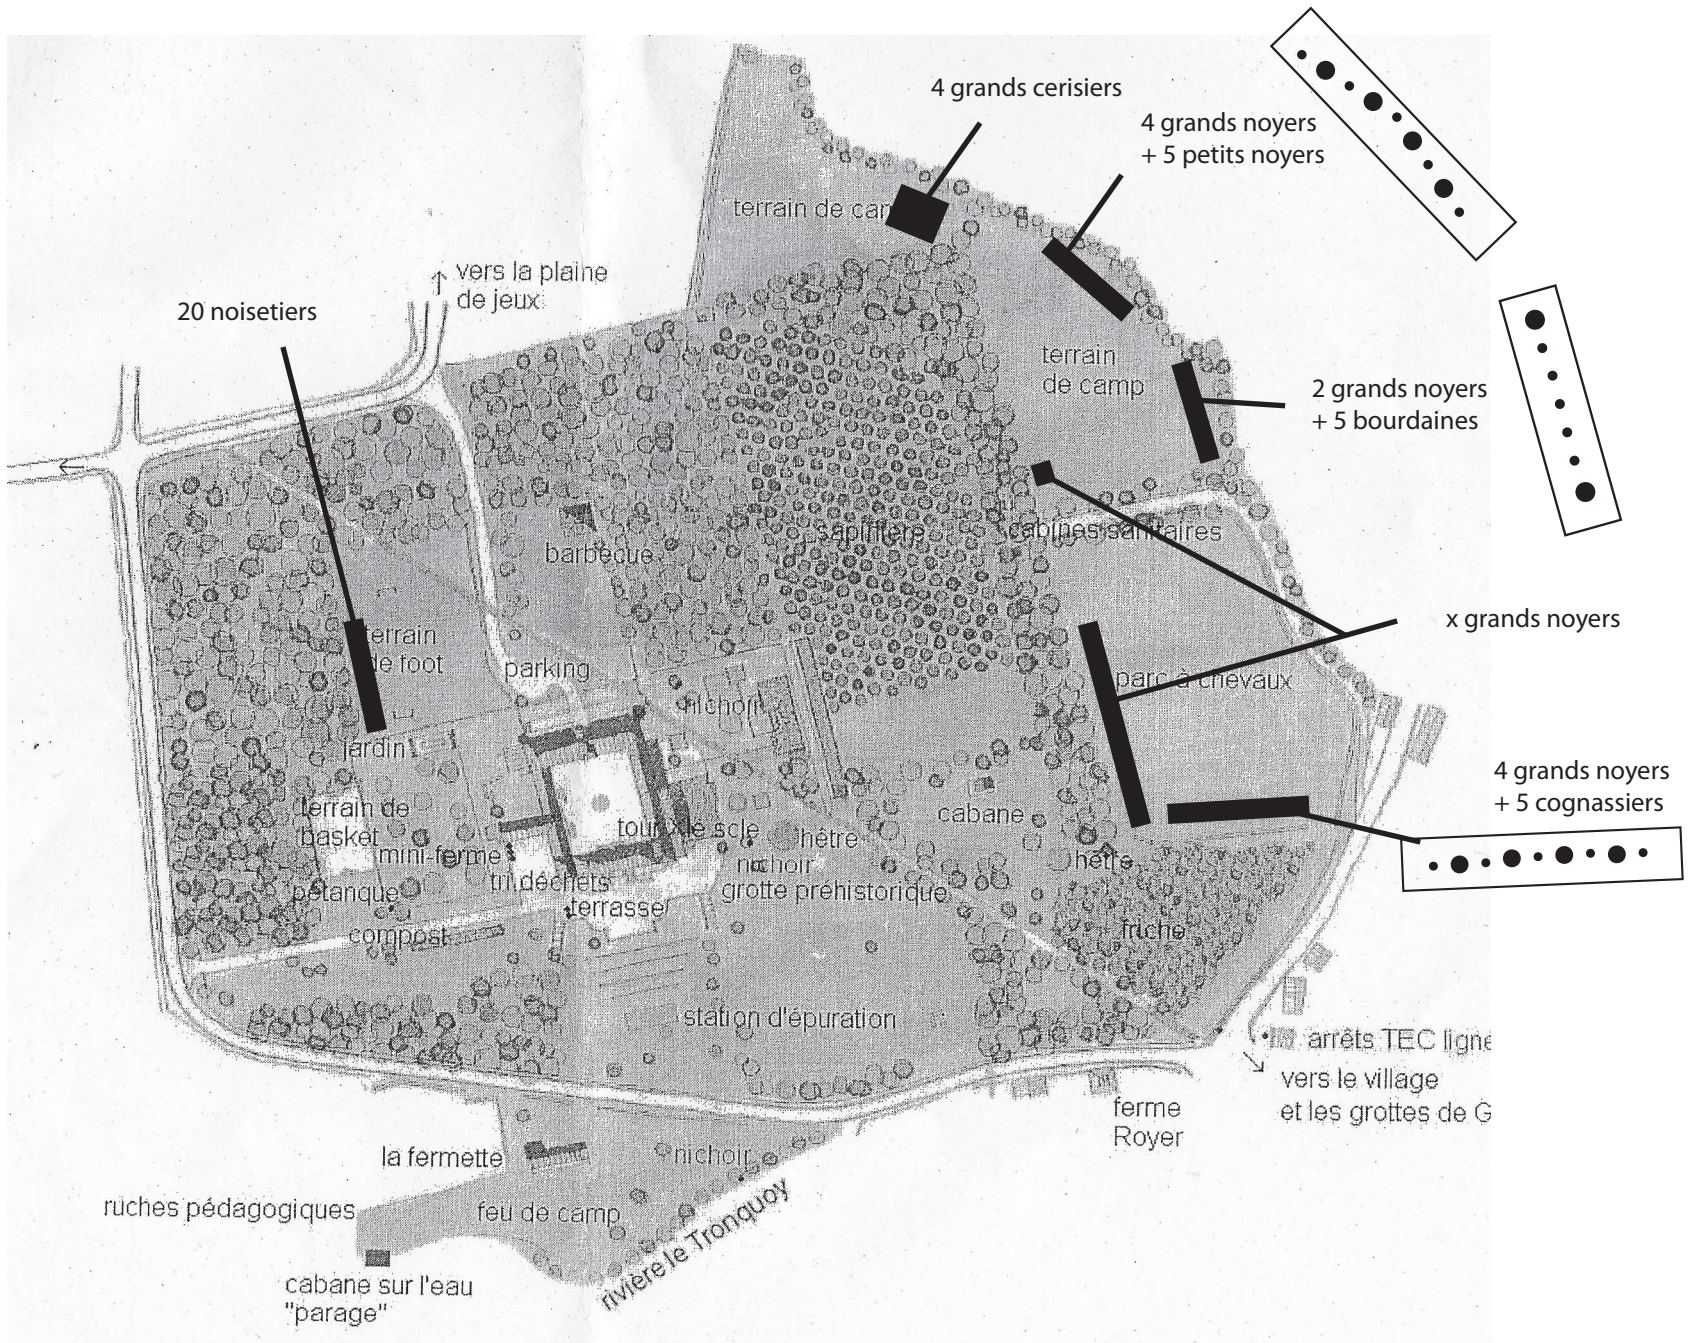 4 grands cerisiers
4 grands noyers
+ 5 petits noyers
terrain de
vers la plaine
de jeux
20 noisetiers
terrain
de camp
2 grands noyers
+ 5 bourdaines
barbecue
sapinière
cabines sanitaires
x grands noyers
terrain
de foot
parking
nichoir
parc à chevaux
jardin
4 grands noyers
+ 5 cognassiers
terrain de
basket
cabane
hêtre
mini-ferme
nichoir
hêtre
tri déchets
grotte préhistorique
pétanque
terrasse
compost
friche
station d'épuration
arrêts TEC ligne
vers le village
et les grottes de
ferme
Royer
la fermette
nichoir
ruches pédagogiques
feu de camp
rivière le Tronquoy
cabane sur l'eau
"parage"